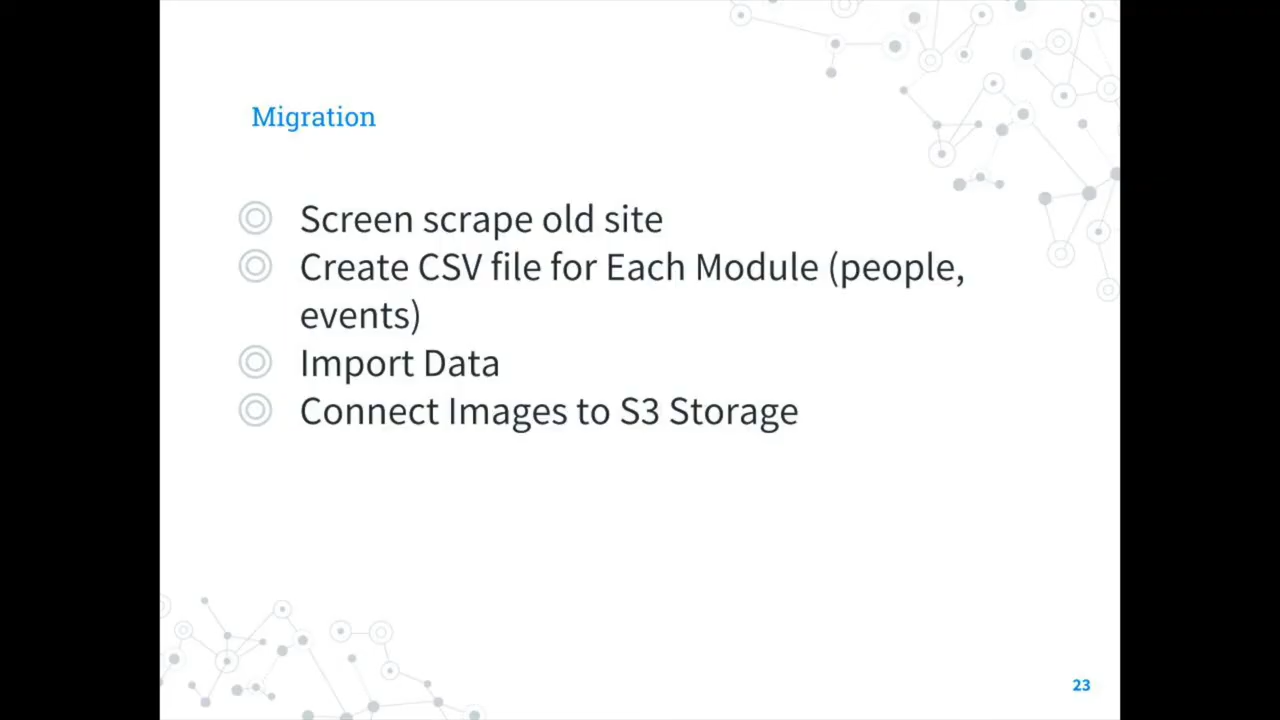 Migration
Screen scrape old site
Create CSV file for Each Module (people,
events)
Import Data
Connect Images to S3 Storage
23